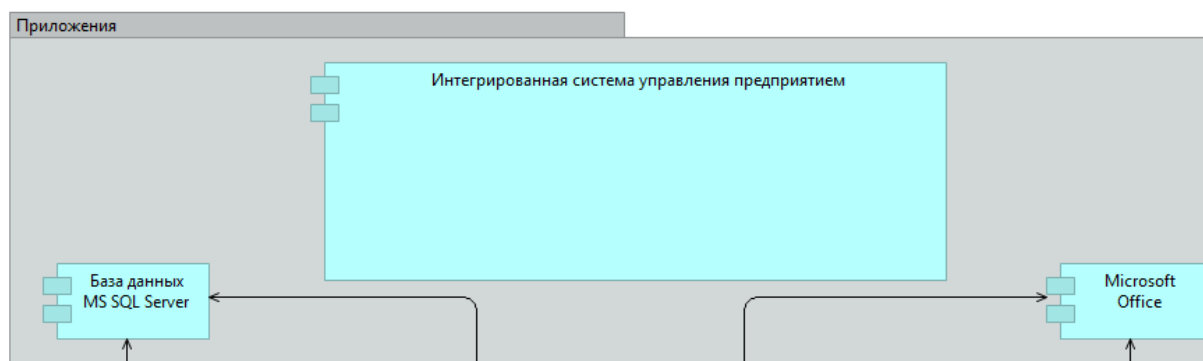 Приложения
Интегрированная система управления предприятием
База данных
MS SQL Server
Microsoft
Office